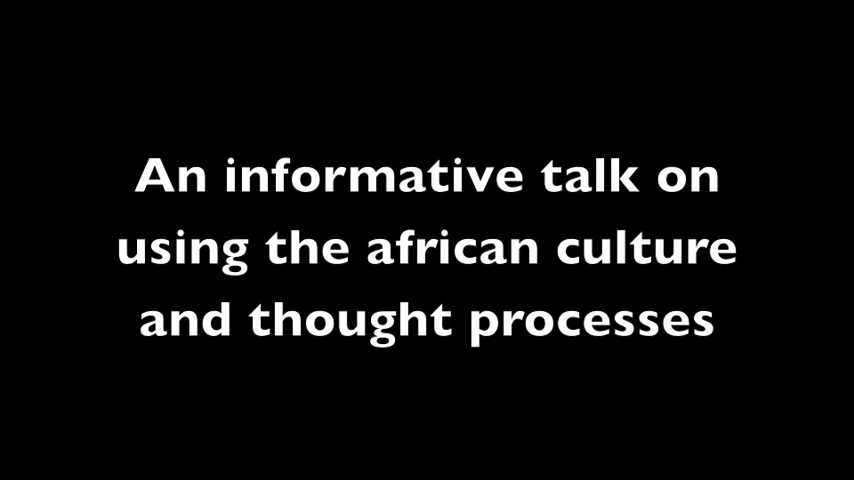 An informative talk on
using the african culture
and thought processes